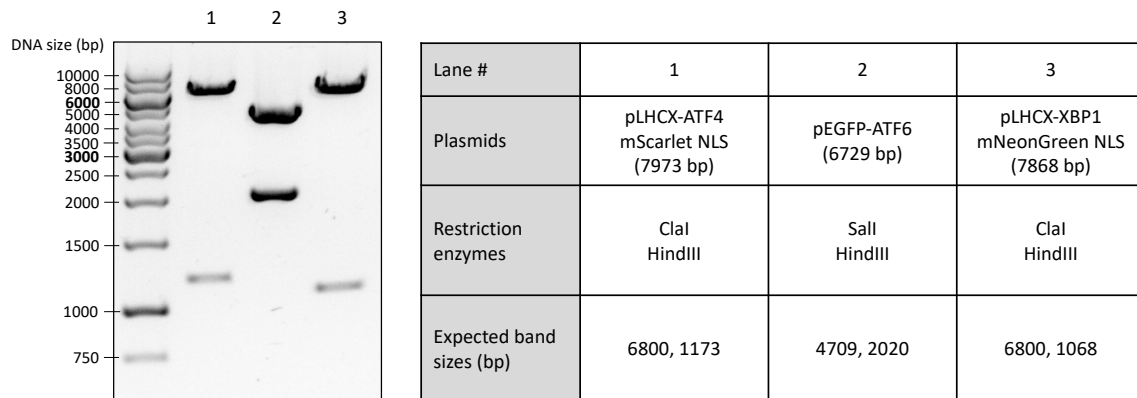 1 2 3
DNA size (bp)
10000
8000
6000
5000
4000
3500
3000
2500
2000
1500
1000
750
Lane # 1 2 3
Plasmids
pLHCX-ATF4
mScarlet NLS
(7973 bp)
pEGFP-ATF6
(6729 bp)
pLHCX-XBP1
mNeonGreen NLS
(7868 bp)
Restriction
enzymes
ClaI
HindIII
SalI
HindIII
ClaI
HindIII
Expected band
sizes (bp)
6800, 1173
4709, 2020
6800, 1068